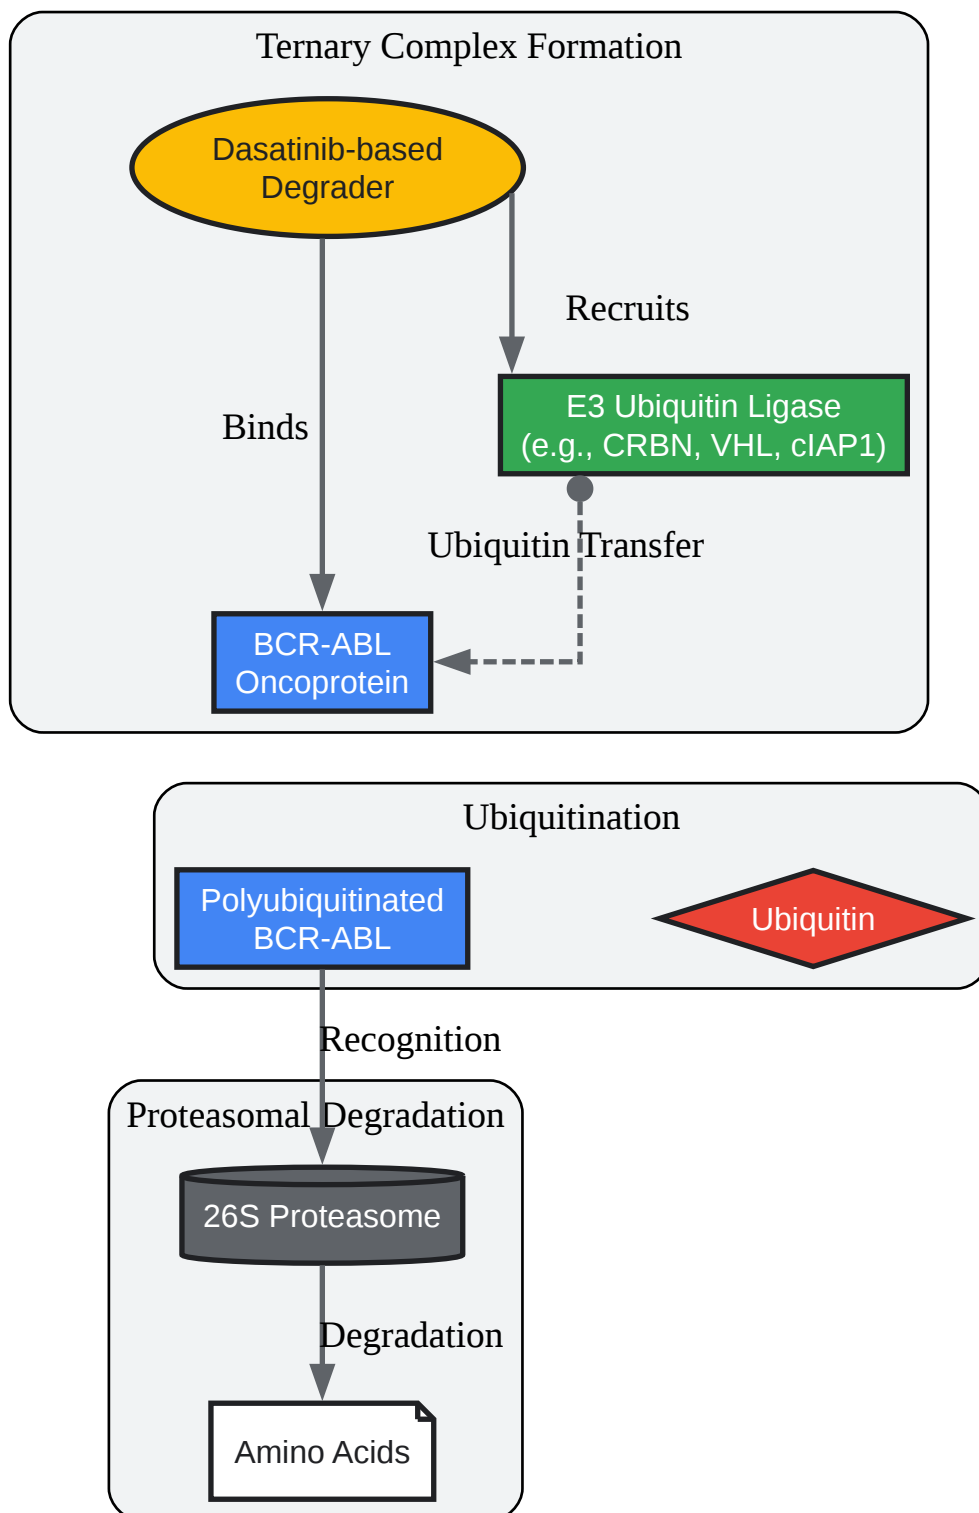 Ternary Complex Formation
Dasatinib-based
Degrader
Recruits
E3 Ubiquitin Ligase
(e.g., CRBN, VHL, cIAP1)
Binds
Ubiquitin Transfer
BCR-ABL
Oncoprotein
Ubiquitination
Polyubiquitinated
BCR-ABL
Ubiquitin
Recognition
Proteasomal Degradation
26S Proteasome
Degradation
Amino Acids